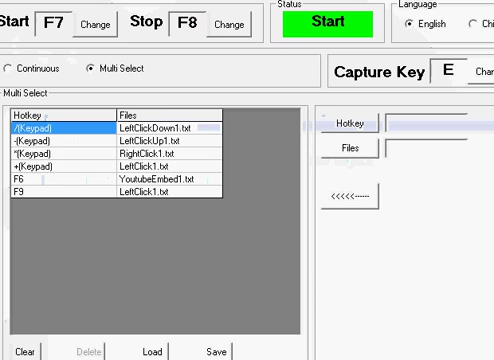 Start F7 Change Stop F8 Change
Status
Start
Language
English
Continuous Multi Select
Capture Key E
Multi Select
Hotkey Files
/(Keypad) LeftClickDown1.txt
-(Keypad) LeftClickUp1.txt
*(Keypad) RightClick1.txt
+(Keypad) LeftClick1.txt
F6 YoutubeEmbed1.txt
F9 LeftClick1.txt
Hotkey
Files
<<<<<------
Clear Delete Load Save